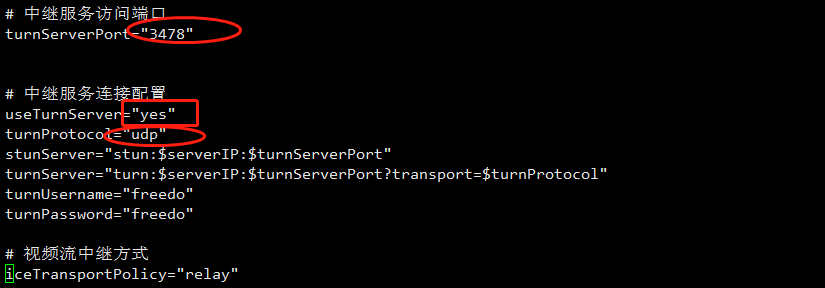 # 中继服务访问端口
turnServerPort="3478"
# 中继服务连接配置
useTurnServer="yes"
turnProtocol="udp"
stunServer="stun:$serverIP:$turnServerPort"
turnServer="turn:$serverIP:$turnServerPort?transport=$turnProtocol"
turnUsername="freedo"
turnPassword="freedo"
# 视频流中继方式
iceTransportPolicy="relay"